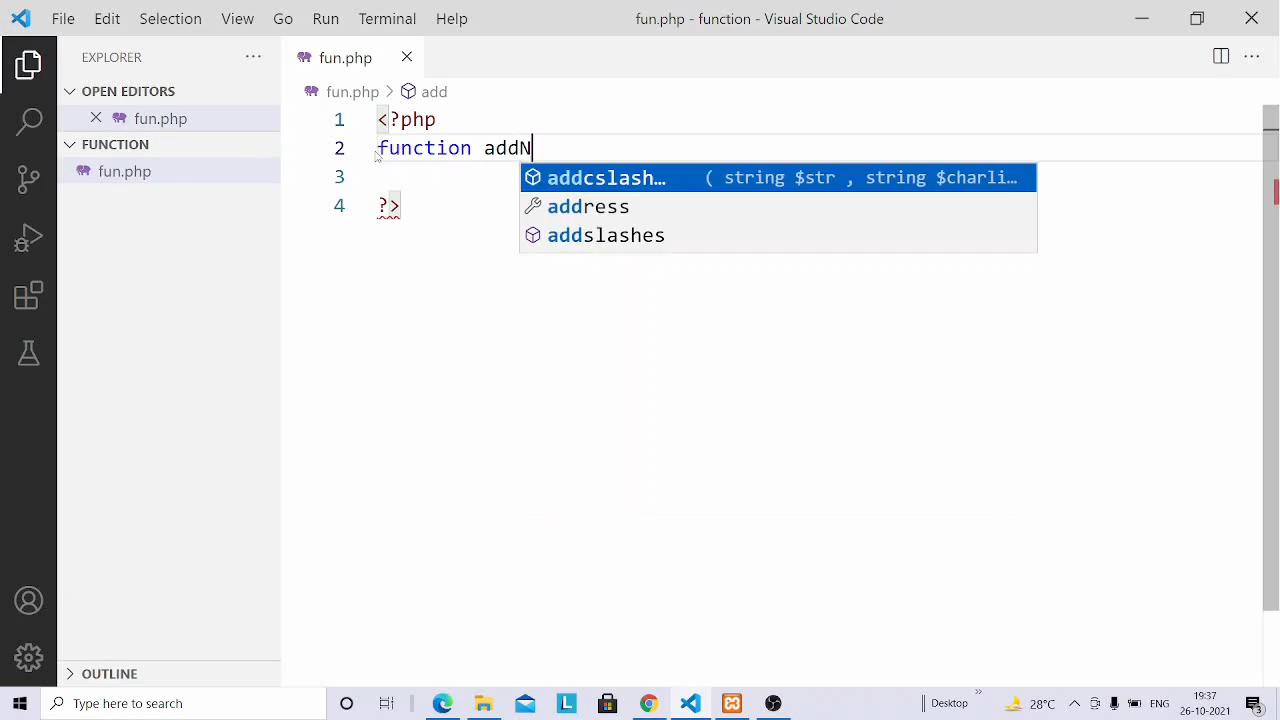 File Edit Selection View Go Run Terminal Help
fun.php - function - Visual Studio Code
EXPLORER
OPEN EDITORS
fun.php
FUNCTION
fun.php
OUTLINE
fun.php
fun.php > add
1 <?php
2 function addN
3
4 ?>
addcslash… ( string $str , string $charli…
address
addslashes
Type here to search
Desktop
28°C
ENG
19:37
26-10-2021
3